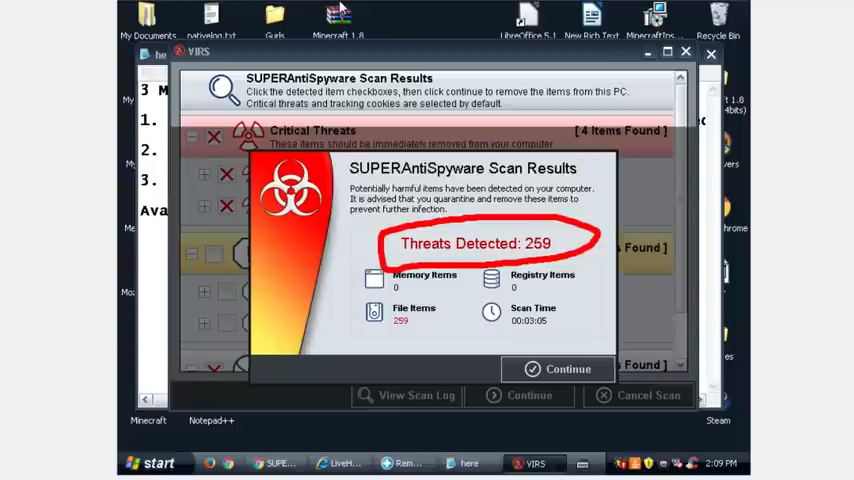 My Documents
nativelog.txt
Gurls
Minecraft 1.8
LibreOffice 5.1
New Rich Text
MinecraftIns...
Recycle Bin
here
VIRS
SUPERAntiSpyware Scan Results
Click the detected item checkboxes, then click continue to remove the items from this PC.
Critical threats and tracking cookies are selected by default.
3 M
1.
2.
3.
Ava
Critical Threats
[ 4 Items Found ]
These items should be immediately removed from your computer
SUPERAntiSpyware Scan Results
Potentially harmful items have been detected on your computer.
It is advised that you quarantine and remove these items to
prevent further infection.
Threats Detected: 259
Memory Items
0
Registry Items
0
File Items
259
Scan Time
00:03:05
s Found ]
s Found ]
Continue
View Scan Log
Continue
Cancel Scan
Minecraft
Notepad++
Steam
start
SUPE...
LiveH...
Rem...
here
VIRS
2:09 PM